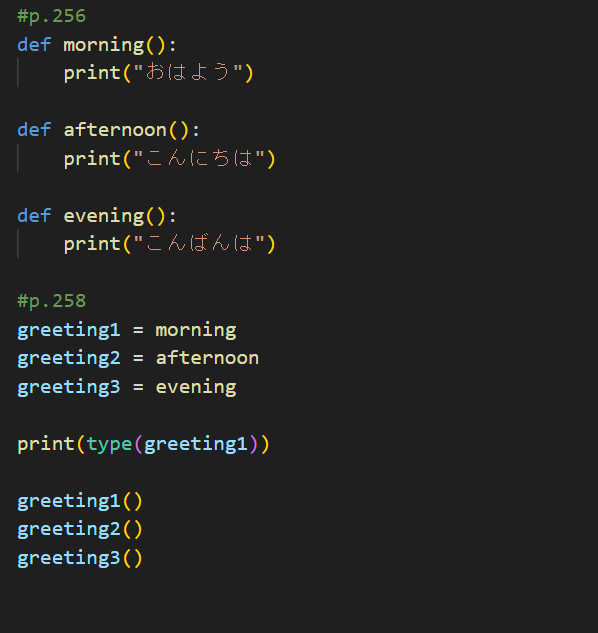 #p.256
def morning():
    print("おはよう")
def afternoon():
    print("こんにちは")
def evening():
    print("こんばんは")
#p.258
greeting1 = morning
greeting2 = afternoon
greeting3 = evening
print(type(greeting1))
greeting1()
greeting2()
greeting3()